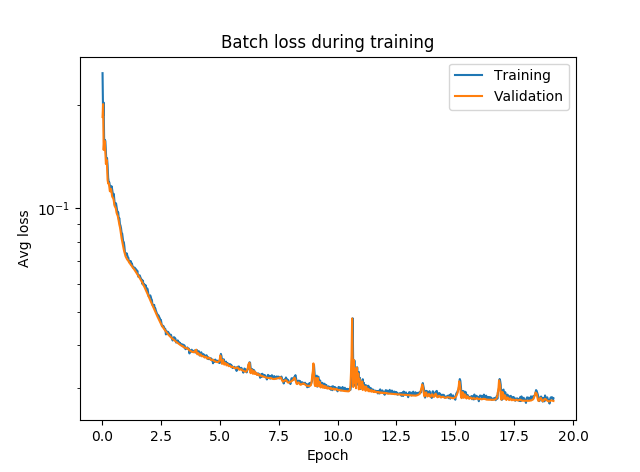 Batch loss during training
Training
Validation
Avg loss
10⁻¹
0.0 2.5 5.0 7.5 10.0 12.5 15.0 17.5 20.0
Epoch